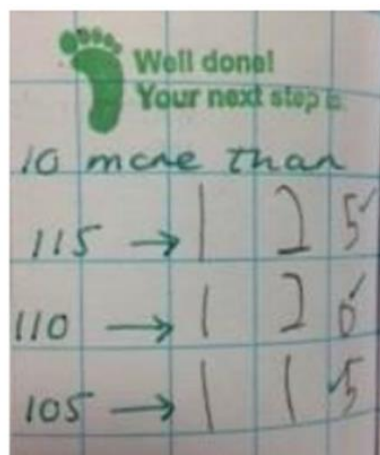 Well done!
Your next step is
10 more than
115 → 125
110 → 120
105 → 115